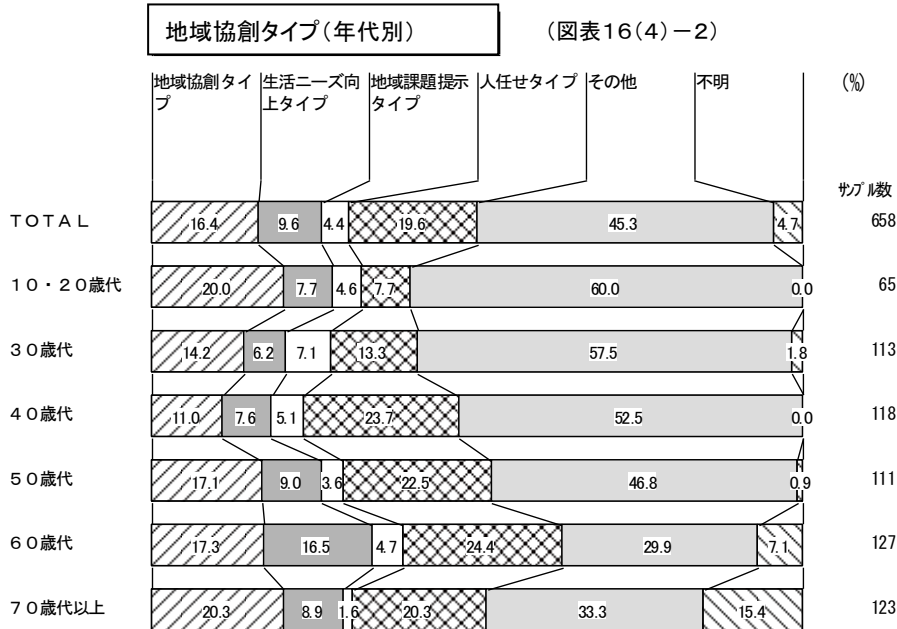 地域協創タイプ(年代別)　(図表16(4)－2)
地域協創タイ　生活ニーズ向　地域課題提示　人任せタイプ　その他　不明　(%)
プ　上タイプ　タイプ
サンプル数
ＴＯＴＡＬ　16.4　9.6　4.4　19.6　45.3　4.7　658
１０・２０歳代　20.0　7.7　4.6　7.7　60.0　0.0　65
３０歳代　14.2　6.2　7.1　13.3　57.5　1.8　113
４０歳代　11.0　7.6　5.1　23.7　52.5　0.0　118
５０歳代　17.1　9.0　3.6　22.5　46.8　0.9　111
６０歳代　17.3　16.5　4.7　24.4　29.9　7.1　127
７０歳代以上　20.3　8.9　1.6　20.3　33.3　15.4　123